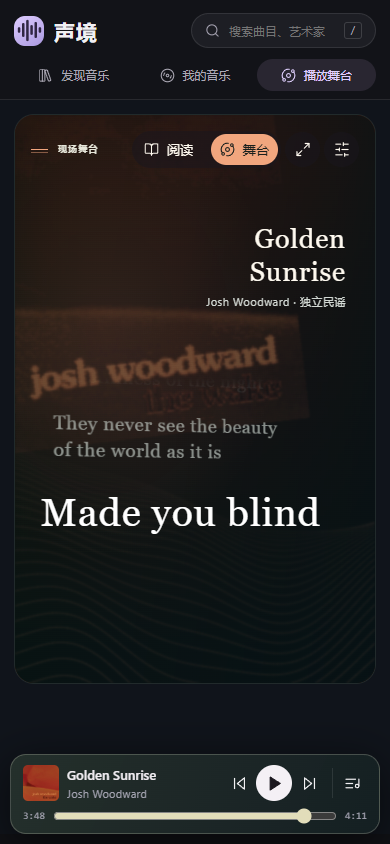 声境
搜索曲目、艺术家 /
发现音乐 我的音乐 播放舞台
现场舞台 阅读 舞台
Golden
Sunrise
Josh Woodward · 独立民谣
josh woodward
They never see the beauty
of the world as it is
Made you blind
Golden Sunrise
Josh Woodward
3:48 4:11